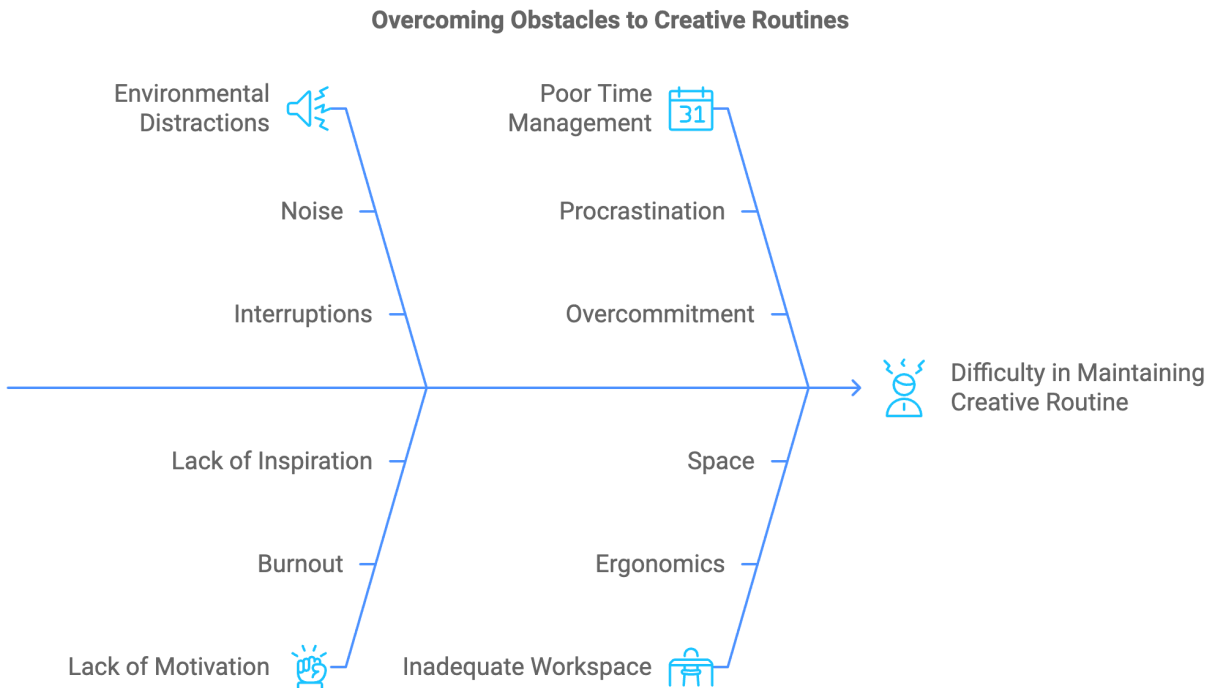 Overcoming Obstacles to Creative Routines
Environmental
Distractions
Noise
Interruptions
Poor Time
Management
31
Procrastination
Overcommitment
Difficulty in Maintaining
Creative Routine
Lack of Inspiration
Burnout
Lack of Motivation
Space
Ergonomics
Inadequate Workspace